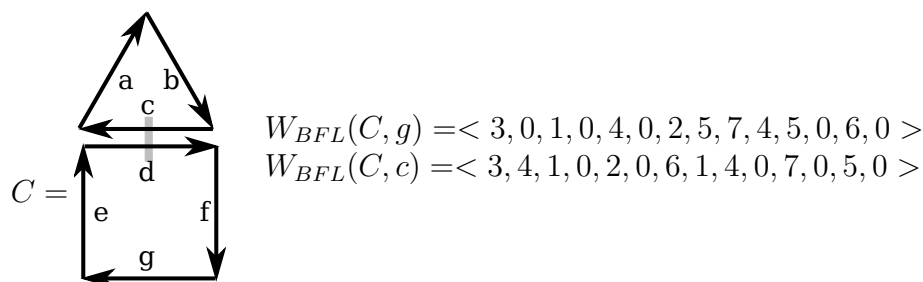 a b
c
W_{BFL}(C, g) =< 3, 0, 1, 0, 4, 0, 2, 5, 7, 4, 5, 0, 6, 0 >
W_{BFL}(C, c) =< 3, 4, 1, 0, 2, 0, 6, 1, 4, 0, 7, 0, 5, 0 >
d
C = e f
g